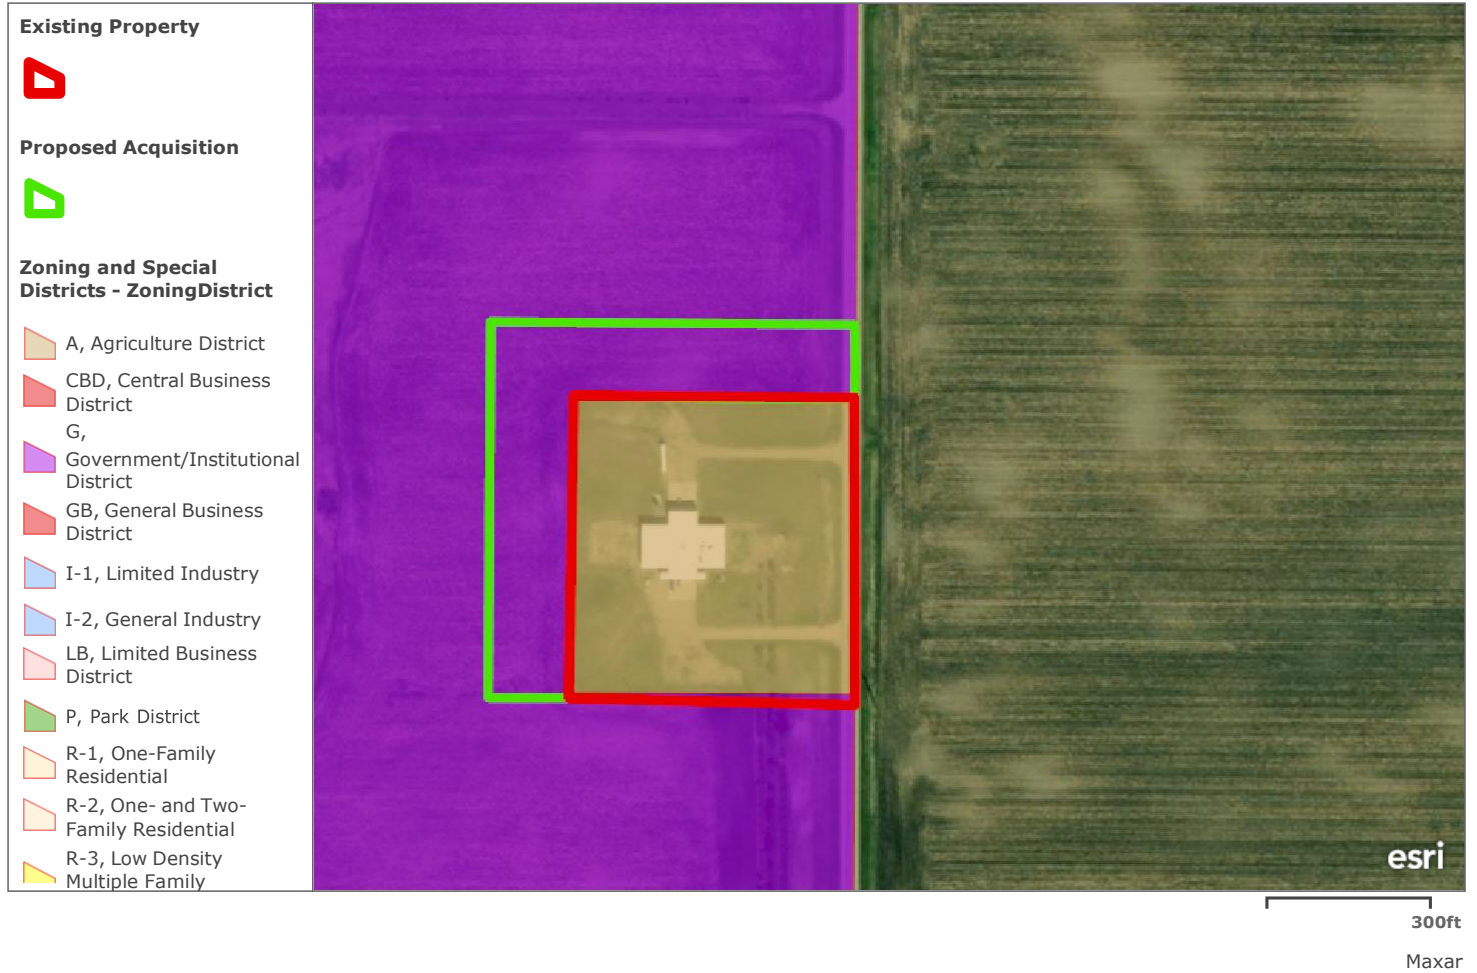 Existing Property
Proposed Acquisition
Zoning and Special
Districts - ZoningDistrict
A, Agriculture District
CBD, Central Business
District
G,
Government/Institutional
District
GB, General Business
District
I-1, Limited Industry
I-2, General Industry
LB, Limited Business
District
P, Park District
R-1, One-Family
Residential
R-2, One- and Two-
Family Residential
R-3, Low Density
Multiple Family
esri
300ft
Maxar